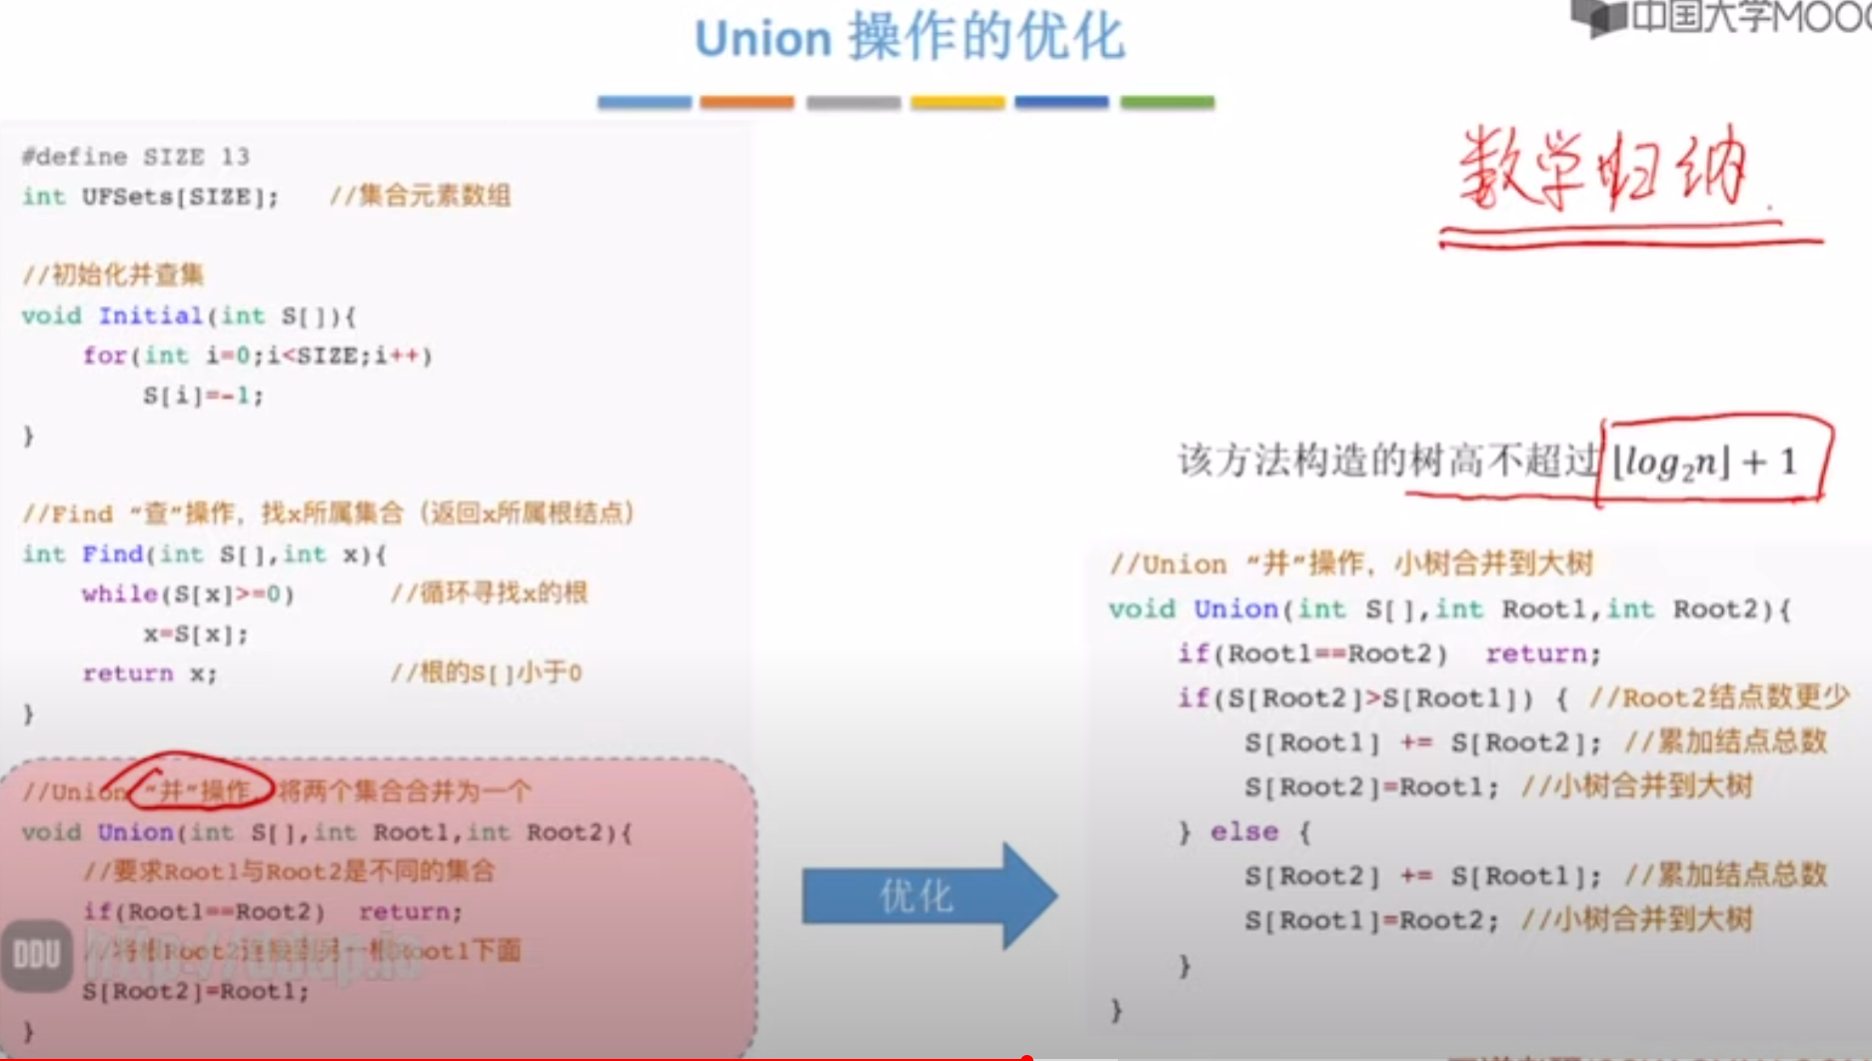 Union 操作的优化
中国大学MOOC
数学归纳
#define SIZE 13
int UFSets[SIZE];   //集合元素数组
//初始化并查集
void Initial(int S[]){
    for(int i=0;i<SIZE;i++)
        S[i]=-1;
}
//Find “查”操作，找x所属集合（返回x所属根结点）
int Find(int S[],int x){
    while(S[x]>=0)      //循环寻找x的根
        x=S[x];
    return x;           //根的S[]小于0
}
//Union “并”操作，将两个集合合并为一个
void Union(int S[],int Root1,int Root2){
    //要求Root1与Root2是不同的集合
    if(Root1==Root2)  return;
    //将根Root2连接到另一根Root1下面
    S[Root2]=Root1;
}
DDU
优化
该方法构造的树高不超过 ⌊log₂n⌋ + 1
//Union “并”操作，小树合并到大树
void Union(int S[],int Root1,int Root2){
    if(Root1==Root2)  return;
    if(S[Root2]>S[Root1]) { //Root2结点数更少
        S[Root1] += S[Root2]; //累加结点总数
        S[Root2]=Root1; //小树合并到大树
    } else {
        S[Root2] += S[Root1]; //累加结点总数
        S[Root1]=Root2; //小树合并到大树
    }
}